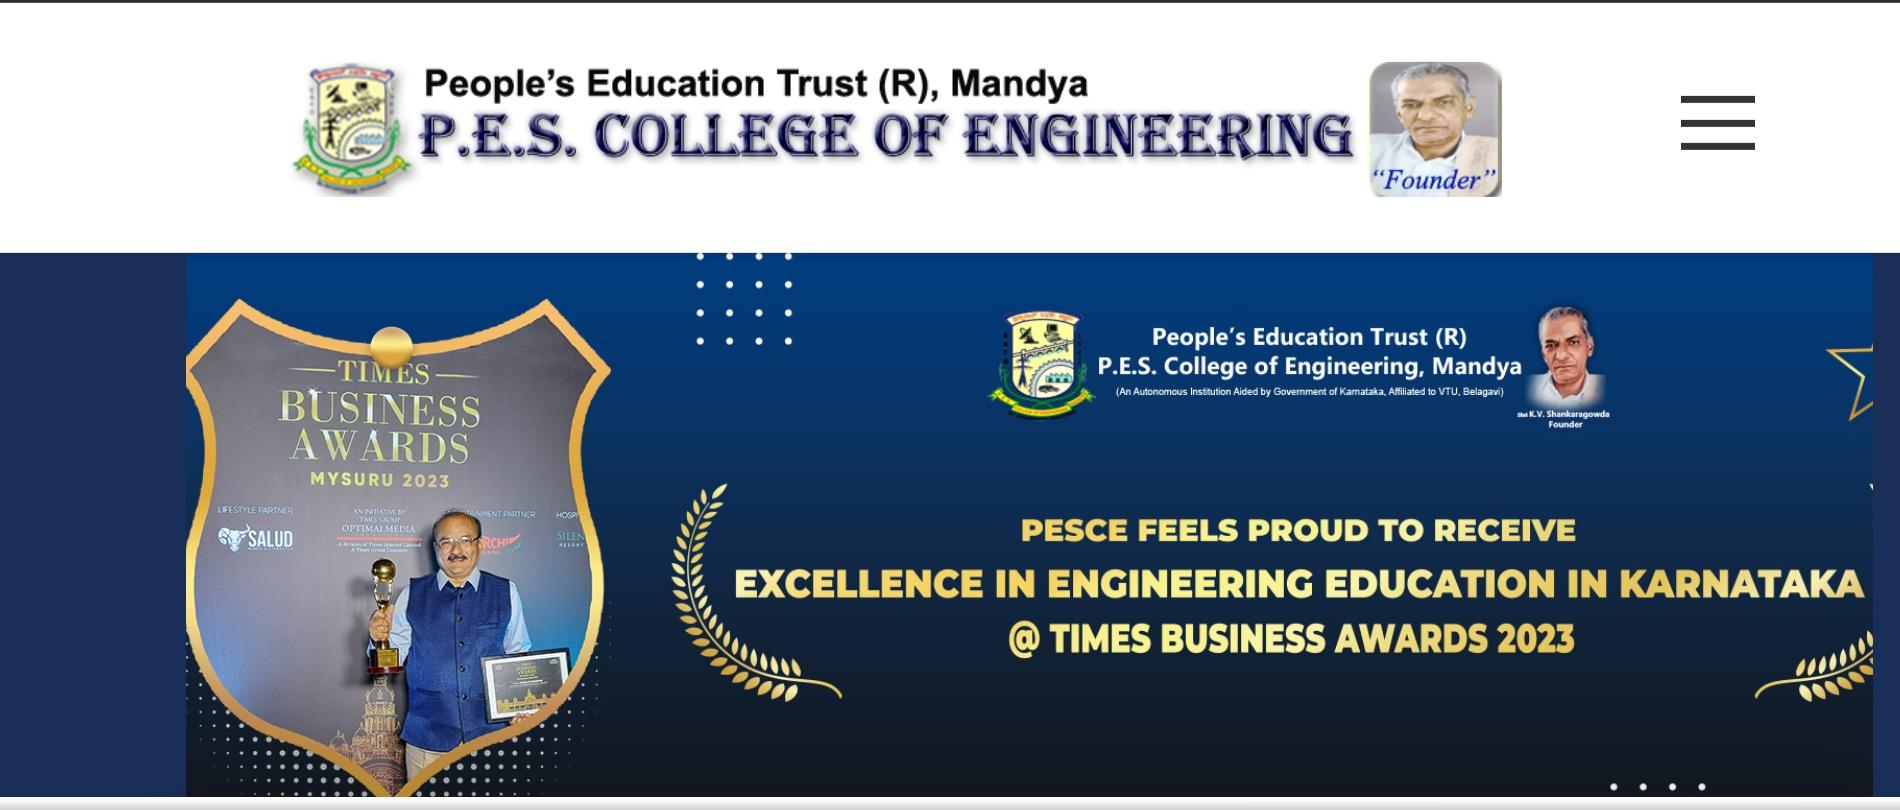 People's Education Trust (R), Mandya
P.E.S. COLLEGE OF ENGINEERING
“Founder”
TIMES
BUSINESS
AWARDS
MYSURU 2023
LIFESTYLE PARTNER
SALUD
AN INITIATIVE BY
TIMES GROUP
OPTIMAL MEDIA
PARTNER
People's Education Trust (R)
P.E.S. College of Engineering, Mandya
(An Autonomous Institution Aided by Government of Karnataka, Affiliated to VTU, Belagavi)
Shri K.V. Shankaragowda
Founder
PESCE FEELS PROUD TO RECEIVE
EXCELLENCE IN ENGINEERING EDUCATION IN KARNATAKA
@ TIMES BUSINESS AWARDS 2023